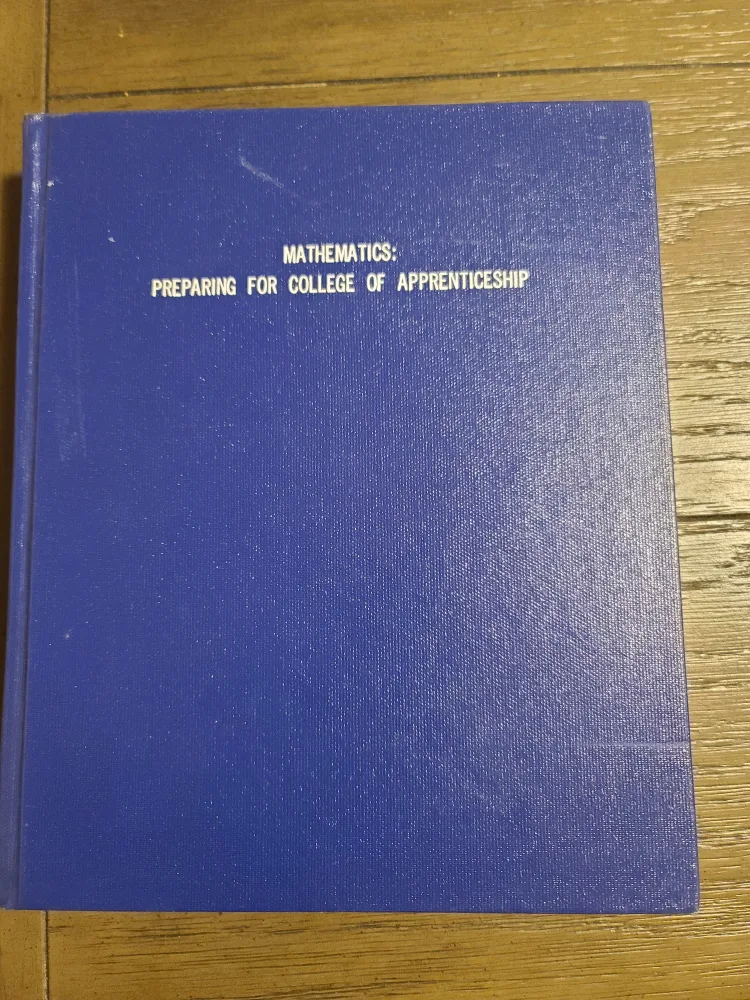 MATHEMATICS:
PREPARING FOR COLLEGE OF APPRENTICESHIP